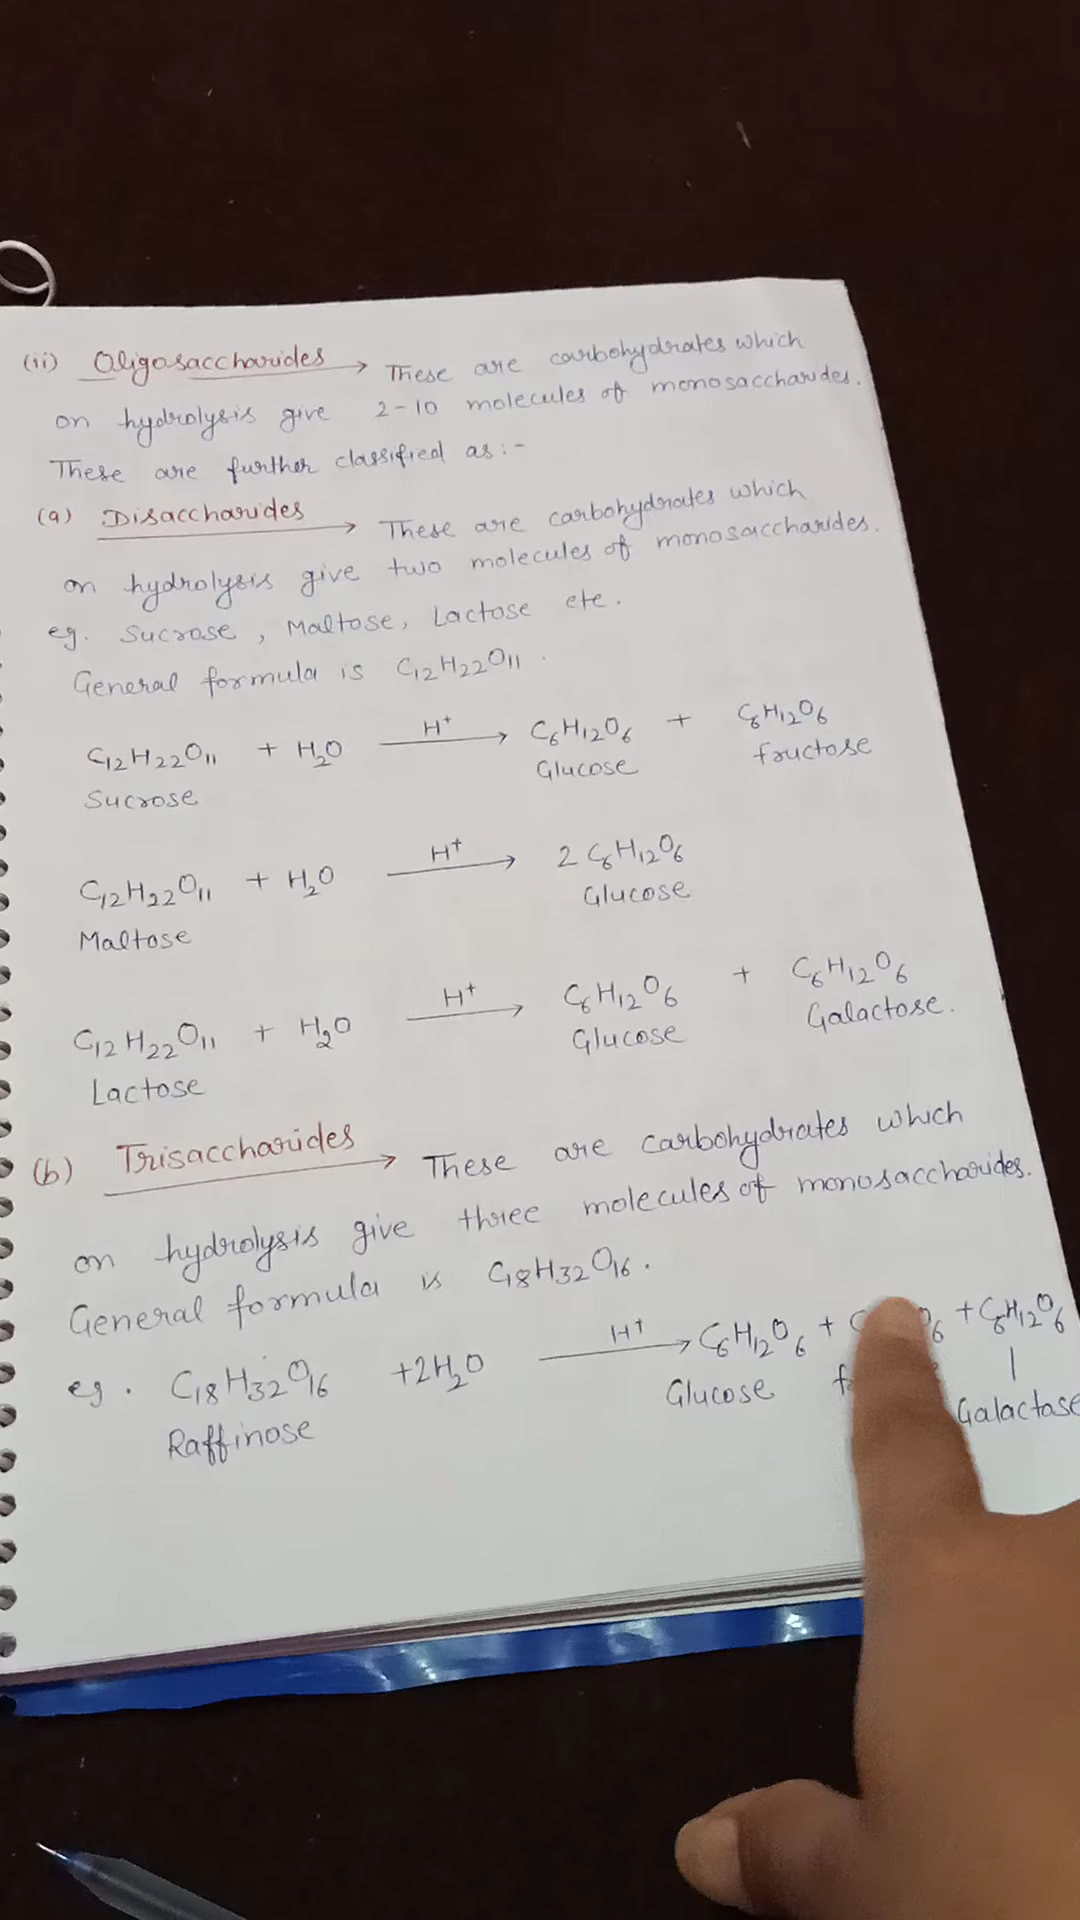 (ii) Oligosaccharides → These are carbohydrates which
on hydrolysis give 2-10 molecules of monosaccharides.
These are further classified as :-
(a) Disaccharides → These are carbohydrates which
on hydrolysis give two molecules of monosaccharides.
eg. Sucrose, Maltose, Lactose etc.
General formula is C12H22O11.
C12H22O11 + H2O —H+→ C6H12O6 + C6H12O6
Sucrose Glucose fructose
C12H22O11 + H2O —H+→ 2 C6H12O6
Maltose Glucose
C12H22O11 + H2O —H+→ C6H12O6 + C6H12O6
Lactose Glucose Galactose.
(b) Trisaccharides → These are carbohydrates which
on hydrolysis give three molecules of monosaccharides.
General formula is C18H32O16.
eg. C18H32O16 + 2H2O —H+→ C6H12O6 + + C6H12O6
Raffinose Glucose Galactase